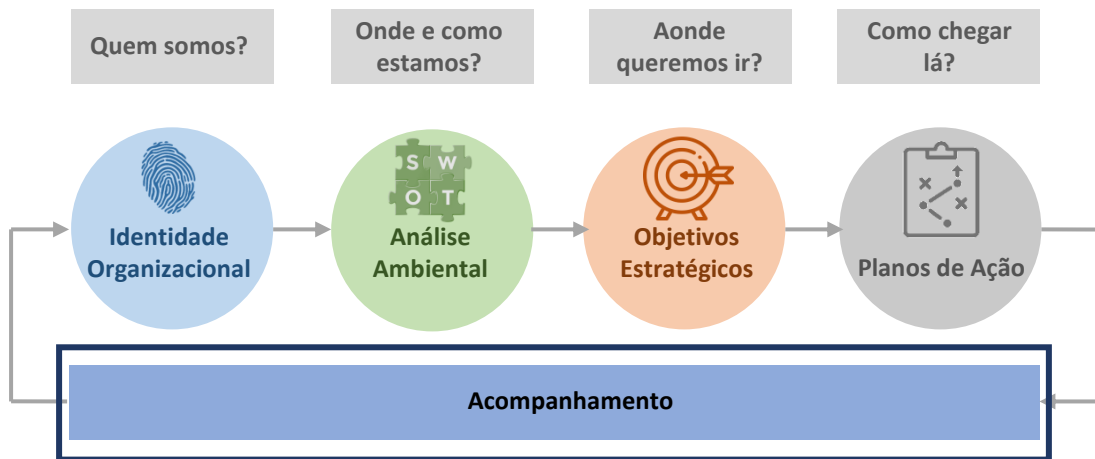 Quem somos?
Onde e como
estamos?
Aonde
queremos ir?
Como chegar
lá?
S W
O T
Identidade
Organizacional
Análise
Ambiental
Objetivos
Estratégicos
Planos de Ação
Acompanhamento